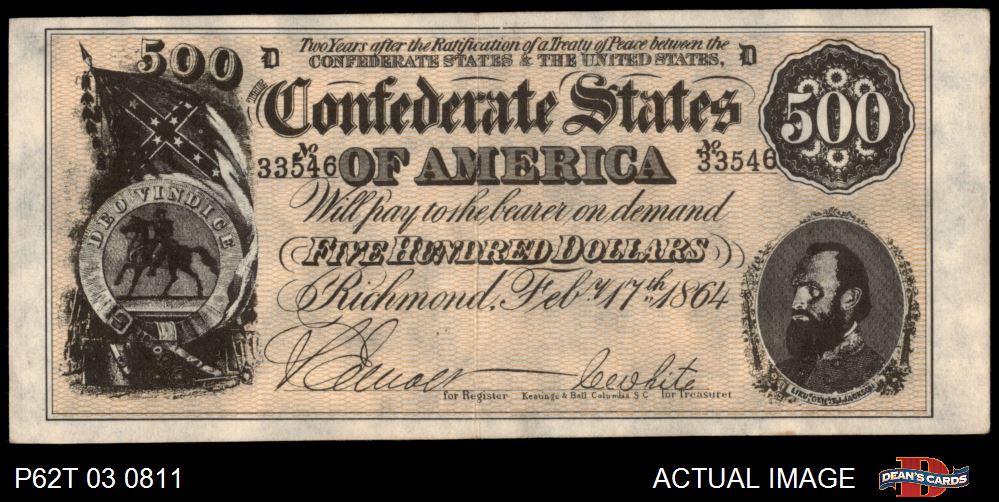 500 D Two Years after the Ratification of a Treaty of Peace between the D
CONFEDERATE STATES & THE UNITED STATES,
THE Confederate States
500
No 33546 OF AMERICA No 33546
Will pay to the bearer on demand
DEO VINDICE
FIVE HUNDRED DOLLARS
Richmond, Feby. 17th 1864
for Register Keatinge & Ball Columbia S C for Treasurer
LIEUT. GEN. T. J. JACKSON
P62T 03 0811 ACTUAL IMAGE DEAN'S CARDS